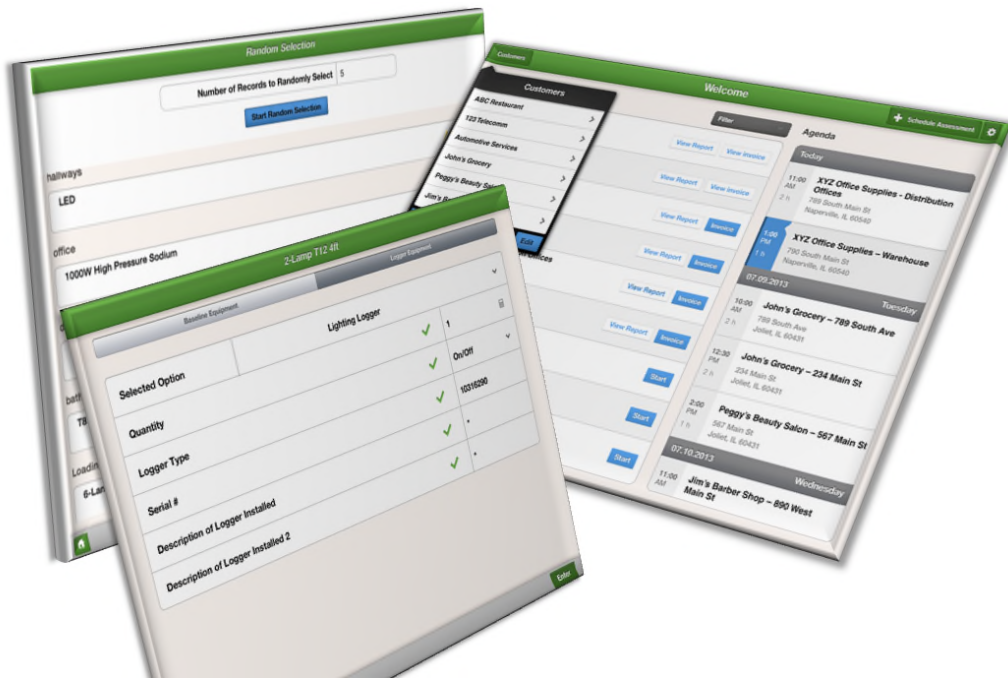 Random Selection
Number of Records to Randomly Select 5
Start Random Selection
hallways
LED
office
1000W High Pressure Sodium
T8
Loadin
6-Lan
Customers
Welcome
Schedule Assessment
Customers
ABC Restaurant
123 Telecomm
Automotive Services
John's Grocery
Peggy's Beauty Sal
Jim's B
Edit
Offices
Filter
View Report View Invoice
View Report View Invoice
View Report Invoice
View Report Invoice
View Report Invoice
View Report Invoice
Start
Start
Start
Agenda
Today
11:00 AM
2 h
XYZ Office Supplies - Distribution
Offices
789 South Main St
Naperville, IL 60540
1:00 PM
1 h
XYZ Office Supplies – Warehouse
790 South Main St
Naperville, IL 60540
07.09.2013 Tuesday
10:00 AM
2 h
John's Grocery – 789 South Ave
789 South Ave
Joliet, IL 60431
12:30 PM
2 h
John's Grocery – 234 Main St
234 Main St
Joliet, IL 60431
2:00 PM
1 h
Peggy's Beauty Salon – 567 Main St
567 Main St
Joliet, IL 60431
07.10.2013 Wednesday
11:00 AM
Jim's Barber Shop – 890 West
Main St
2-Lamp T12 4ft
Baseline Equipment
Logger Equipment
Selected Option Lighting Logger
Quantity 1
Logger Type On/Off
Serial # 10315290
Description of Logger Installed *
Description of Logger Installed 2 *
Enter